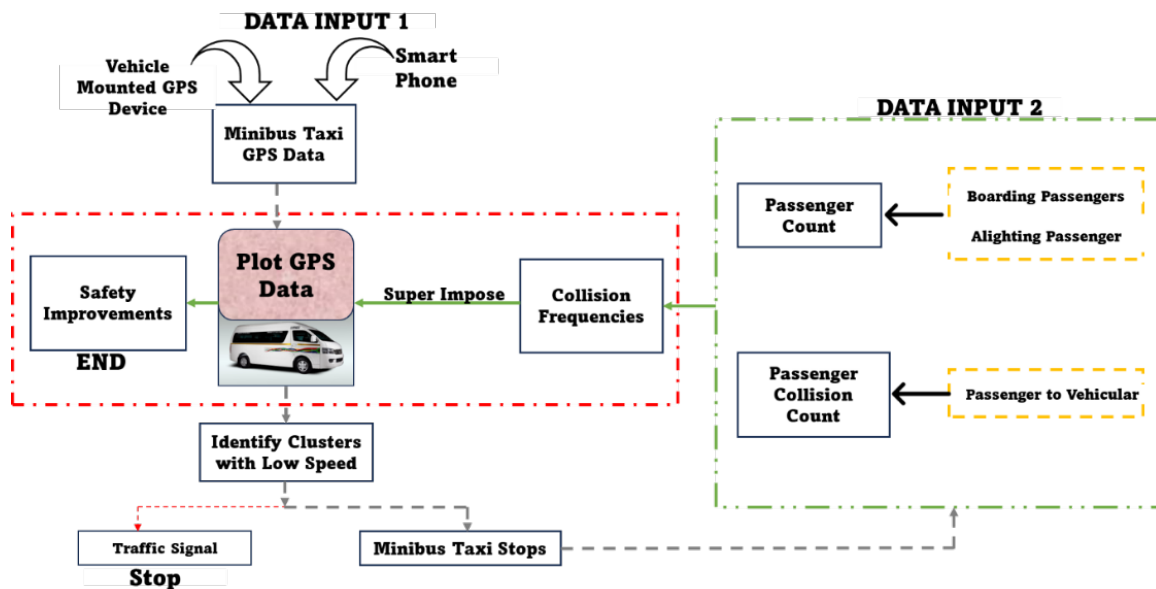 DATA INPUT 1
Vehicle
Mounted GPS
Device
Smart
Phone
Minibus Taxi
GPS Data
DATA INPUT 2
Passenger
Count
Boarding Passengers
Alighting Passenger
Passenger
Collision
Count
Passenger to Vehicular
Safety
Improvements
END
Plot GPS
Data
Super Impose
Collision
Frequencies
Identify Clusters
with Low Speed
Traffic Signal
Stop
Minibus Taxi Stops